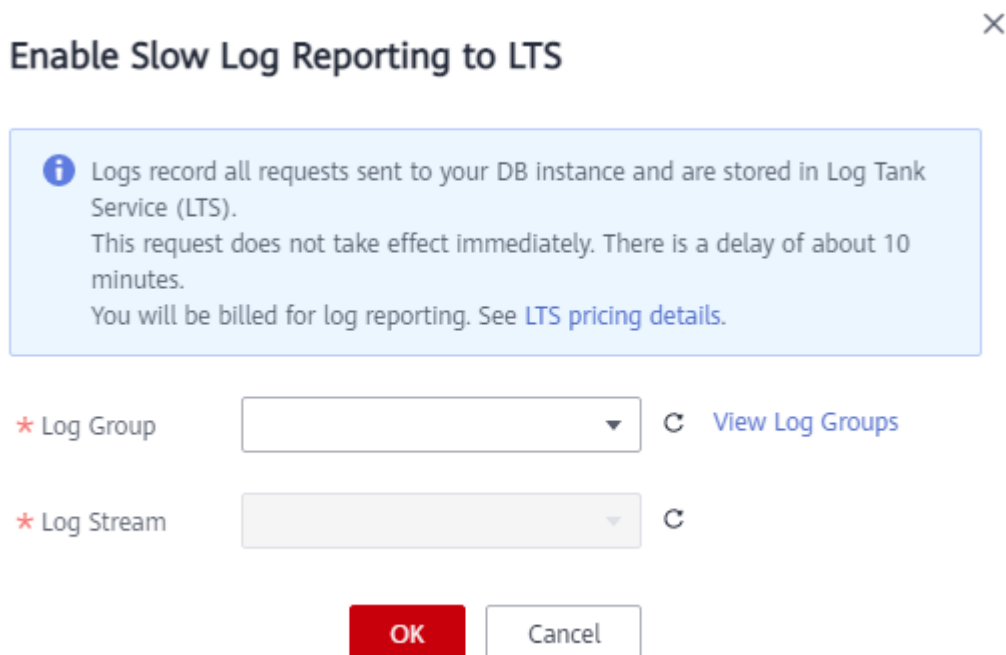 Enable Slow Log Reporting to LTS
Logs record all requests sent to your DB instance and are stored in Log Tank
Service (LTS).
This request does not take effect immediately. There is a delay of about 10
minutes.
You will be billed for log reporting. See LTS pricing details.
* Log Group
View Log Groups
* Log Stream
OK
Cancel